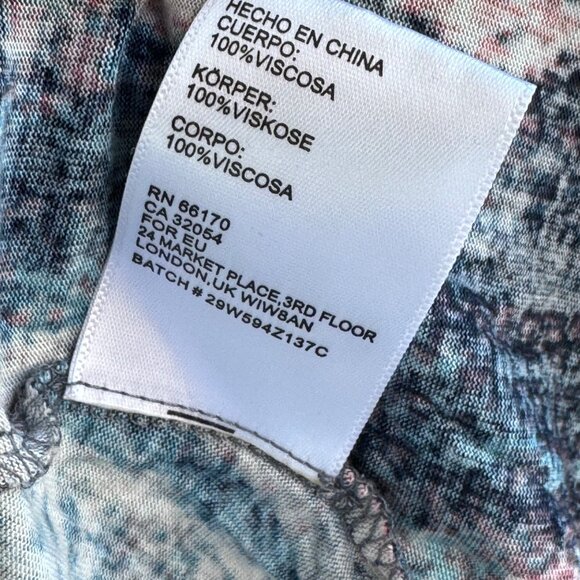 HECHO EN CHINA
CUERPO:
100%VISCOSA
KÖRPER:
100%VISKOSE
CORPO:
100%VISCOSA
RN 66170
CA 32054
FOR EU
24 MARKET PLACE,3RD FLOOR
LONDON,UK WIW8AN
BATCH # 29W594Z137C